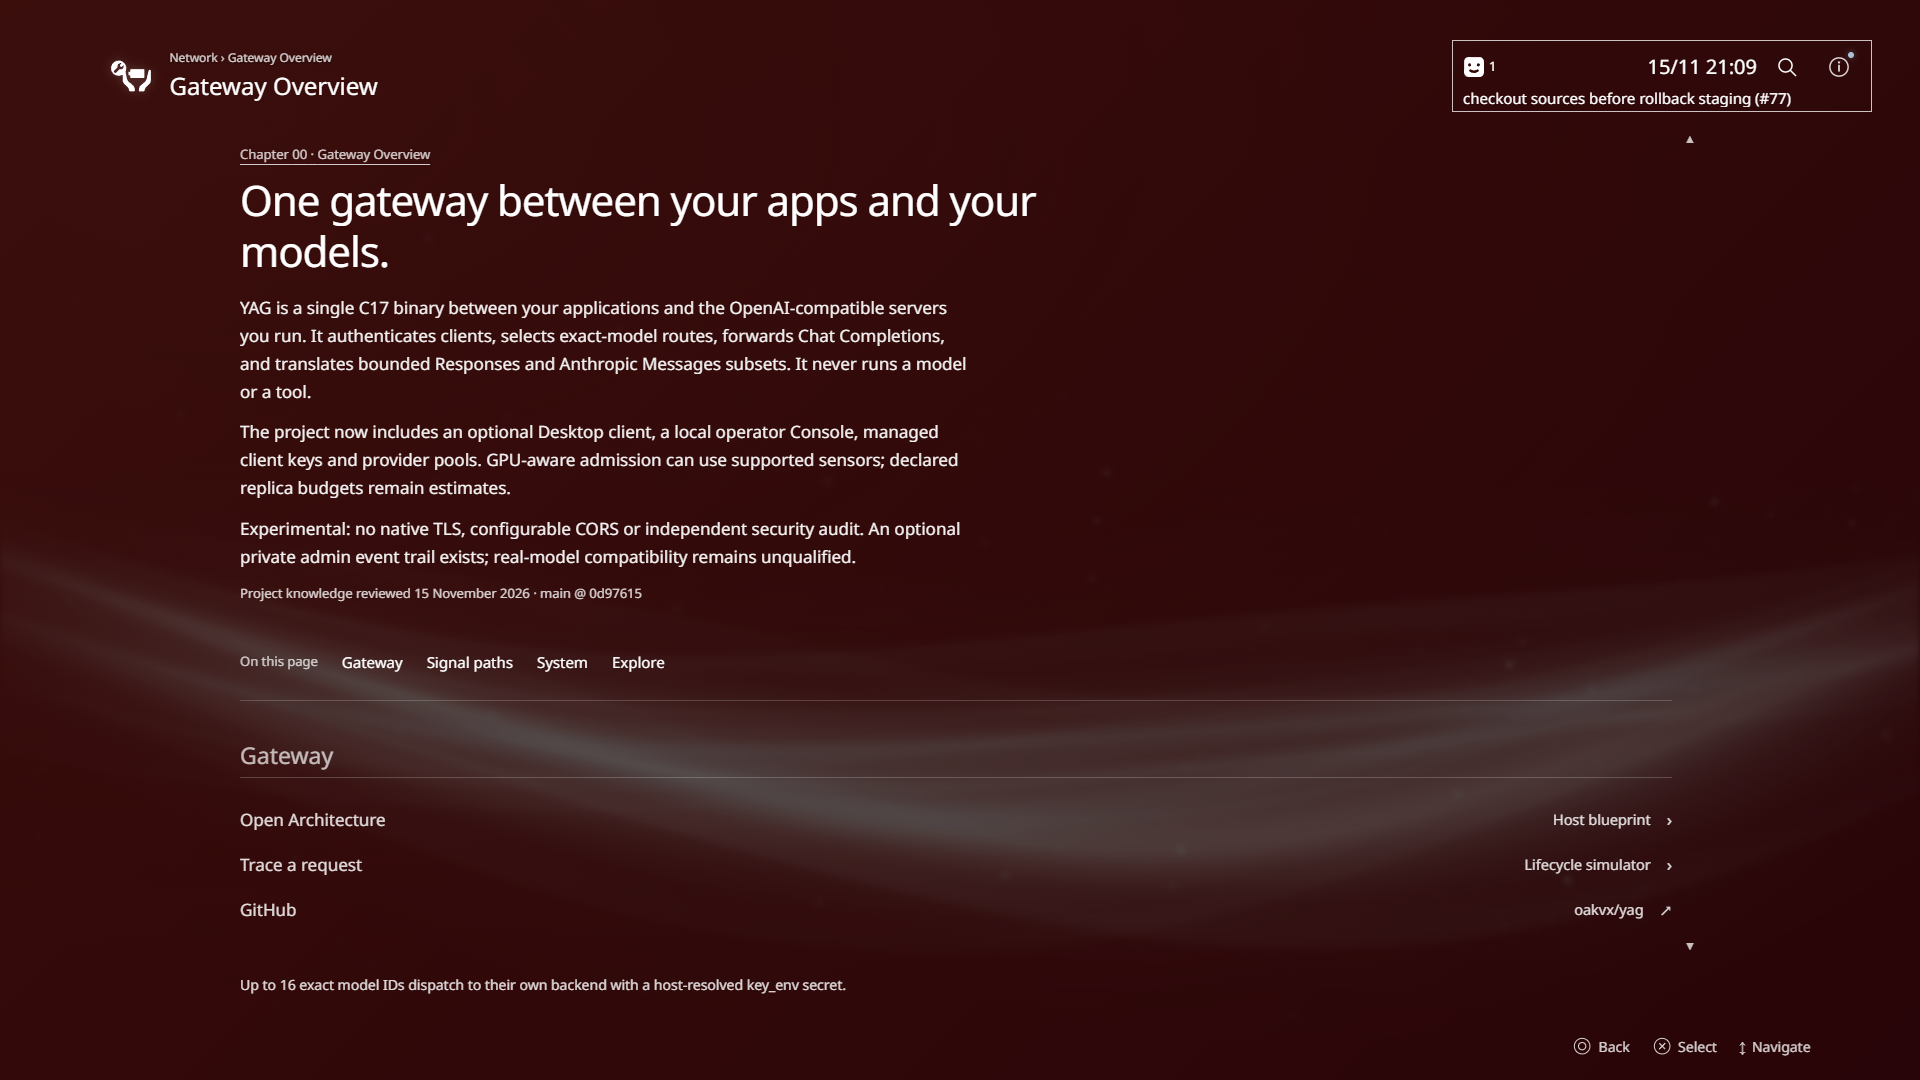 Network › Gateway Overview
Gateway Overview
1
15/11 21:09
checkout sources before rollback staging (#77)
Chapter 00 · Gateway Overview
One gateway between your apps and your
models.
YAG is a single C17 binary between your applications and the OpenAI-compatible servers
you run. It authenticates clients, selects exact-model routes, forwards Chat Completions,
and translates bounded Responses and Anthropic Messages subsets. It never runs a model
or a tool.
The project now includes an optional Desktop client, a local operator Console, managed
client keys and provider pools. GPU-aware admission can use supported sensors; declared
replica budgets remain estimates.
Experimental: no native TLS, configurable CORS or independent security audit. An optional
private admin event trail exists; real-model compatibility remains unqualified.
Project knowledge reviewed 15 November 2026 · main @ 0d97615
On this page Gateway Signal paths System Explore
Gateway
Open Architecture Host blueprint ›
Trace a request Lifecycle simulator ›
GitHub oakvx/yag ↗
Up to 16 exact model IDs dispatch to their own backend with a host-resolved key_env secret.
Back Select Navigate